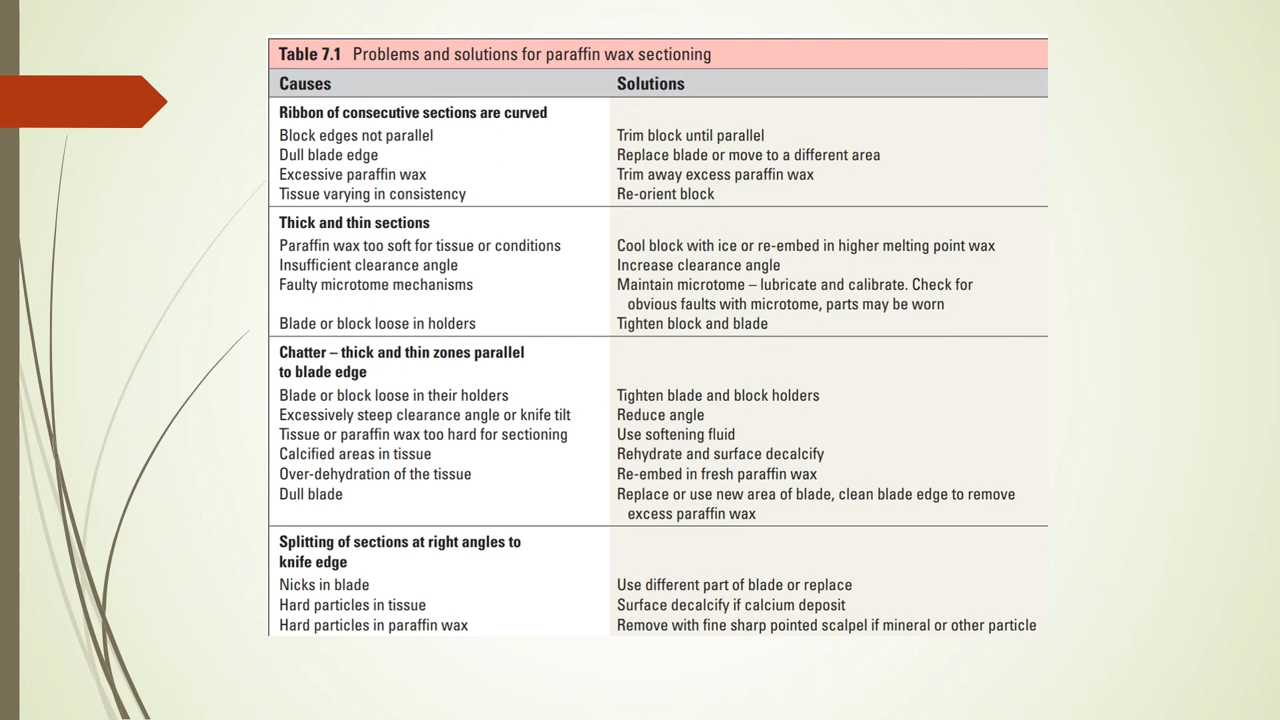 Table 7.1 Problems and solutions for paraffin wax sectioning
Causes Solutions
Ribbon of consecutive sections are curved
Block edges not parallel Trim block until parallel
Dull blade edge Replace blade or move to a different area
Excessive paraffin wax Trim away excess paraffin wax
Tissue varying in consistency Re-orient block
Thick and thin sections
Paraffin wax too soft for tissue or conditions Cool block with ice or re-embed in higher melting point wax
Insufficient clearance angle Increase clearance angle
Faulty microtome mechanisms Maintain microtome – lubricate and calibrate. Check for
obvious faults with microtome, parts may be worn
Blade or block loose in holders Tighten block and blade
Chatter – thick and thin zones parallel
to blade edge
Blade or block loose in their holders Tighten blade and block holders
Excessively steep clearance angle or knife tilt Reduce angle
Tissue or paraffin wax too hard for sectioning Use softening fluid
Calcified areas in tissue Rehydrate and surface decalcify
Over-dehydration of the tissue Re-embed in fresh paraffin wax
Dull blade Replace or use new area of blade, clean blade edge to remove
excess paraffin wax
Splitting of sections at right angles to
knife edge
Nicks in blade Use different part of blade or replace
Hard particles in tissue Surface decalcify if calcium deposit
Hard particles in paraffin wax Remove with fine sharp pointed scalpel if mineral or other particle